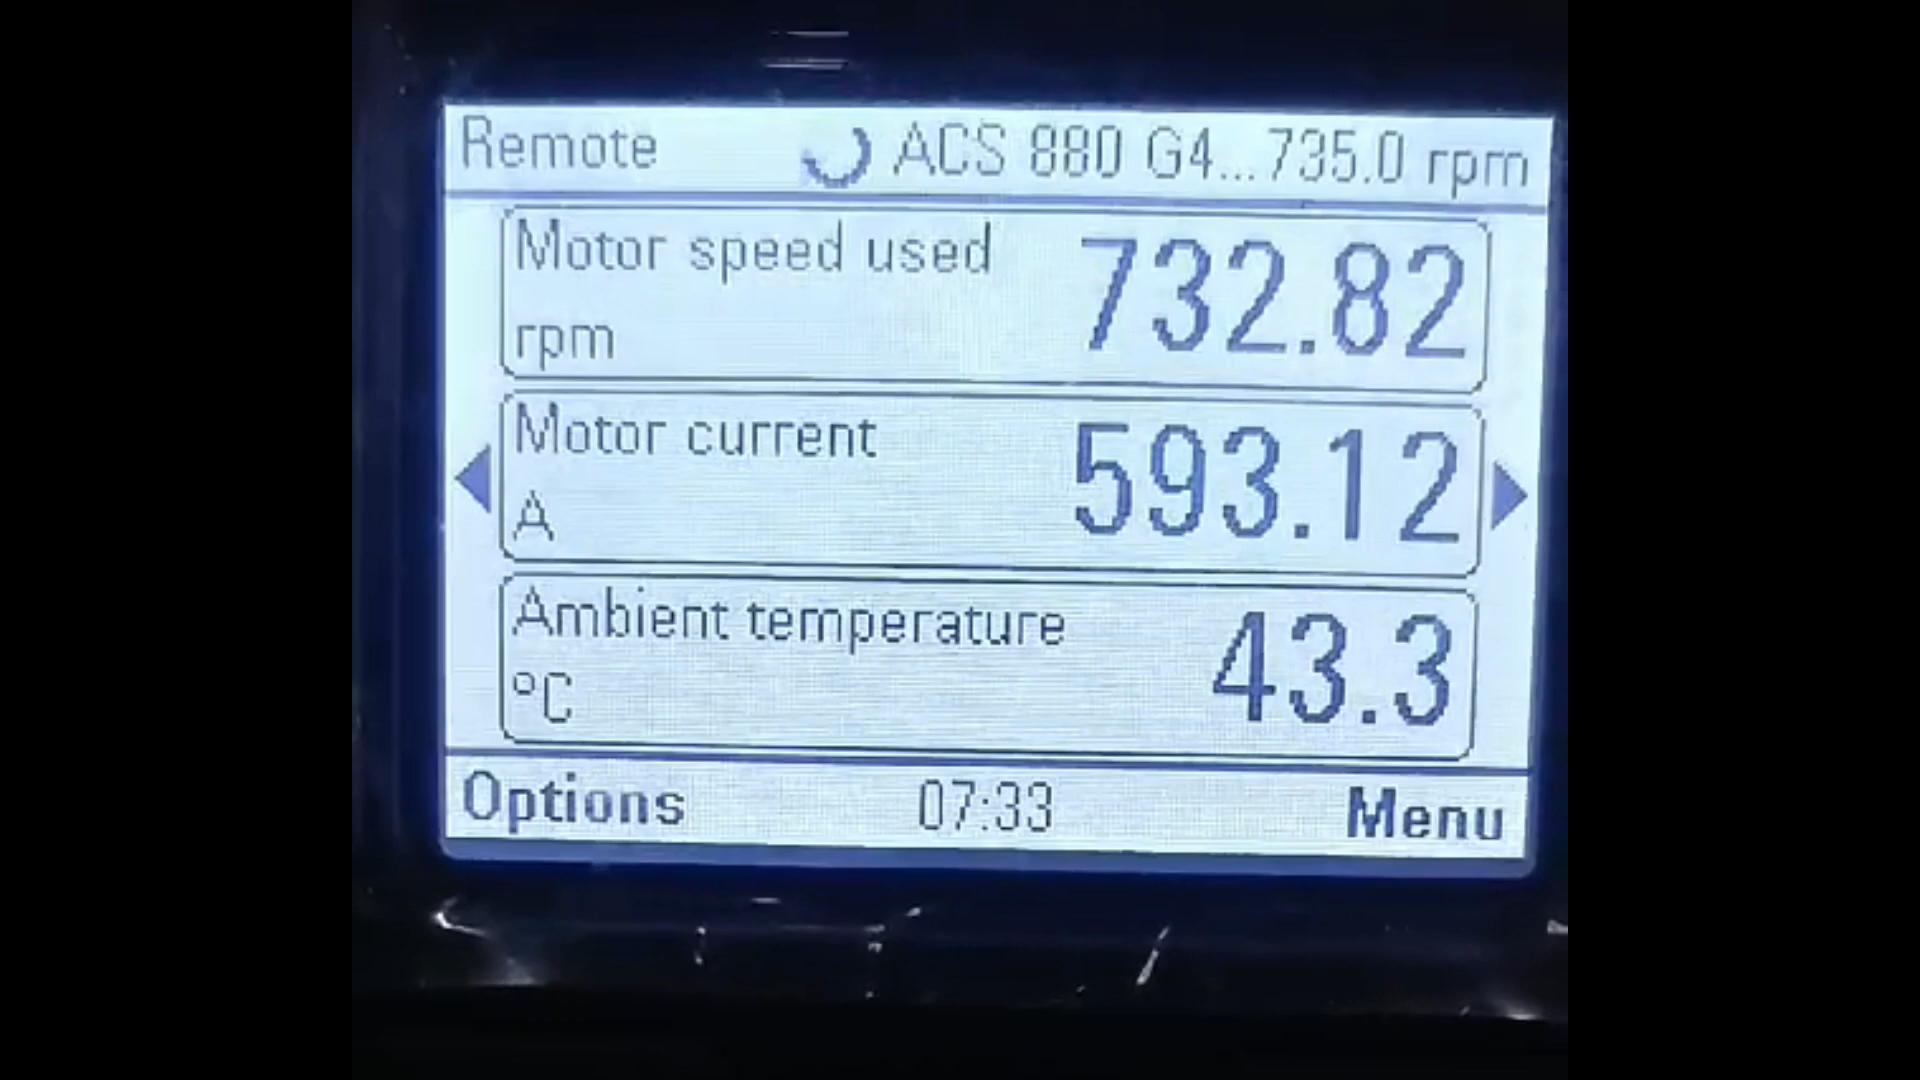 Remote ACS 880 G4...735.0 rpm
Motor speed used 732.82
rpm
Motor current 593.12
A
Ambient temperature 43.3
°C
Options 07:33 Menu